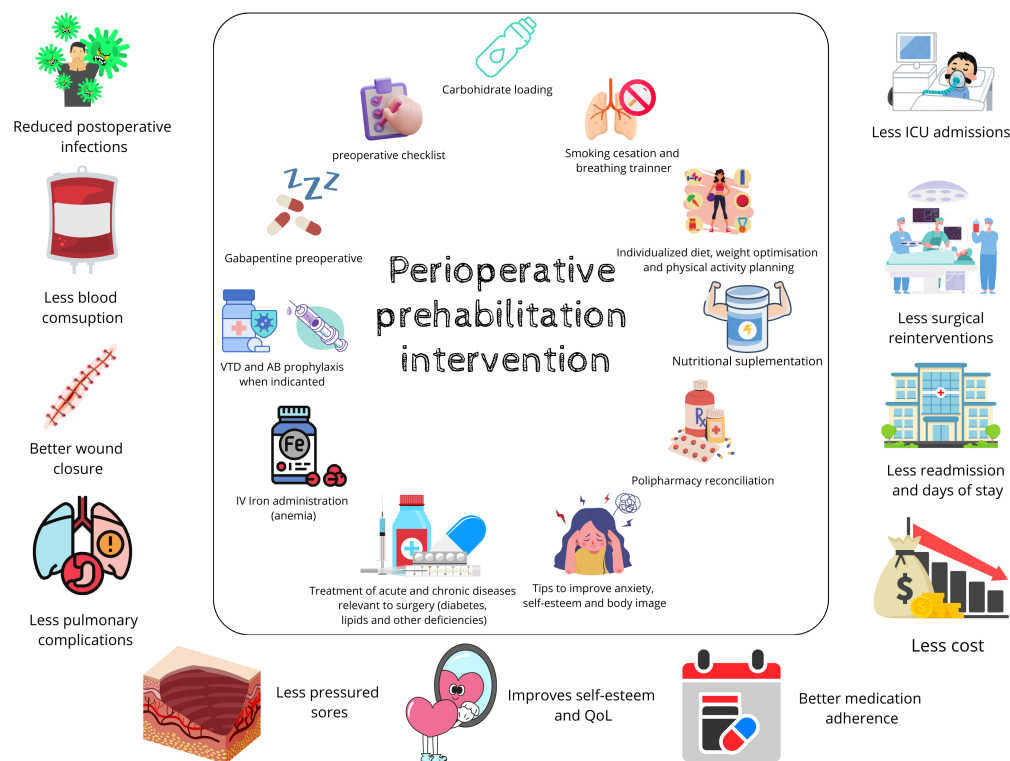 Reduced postoperative
infections
Less blood
comsuption
Better wound
closure
Less pulmonary
complications
Carbohidrate loading
preoperative checklist
Smoking cesation and
breathing trainner
ZZZZ
Gabapentine preoperative
Individualized diet, weight optimisation
and physical activity planning
Perioperative
prehabilitation
intervention
VTD and AB prophylaxis
when indicanted
Nutritional suplementation
Fe
IV Iron administration
(anemia)
Rx
Polipharmacy reconciliation
Treatment of acute and chronic diseases
relevant to surgery (diabetes,
lipids and other deficiencies)
Tips to improve anxiety,
self-esteem and body image
Less ICU admissions
Less surgical
reinterventions
Less readmission
and days of stay
$
$
Less cost
Less pressured
sores
Improves self-esteem
and QoL
Better medication
adherence